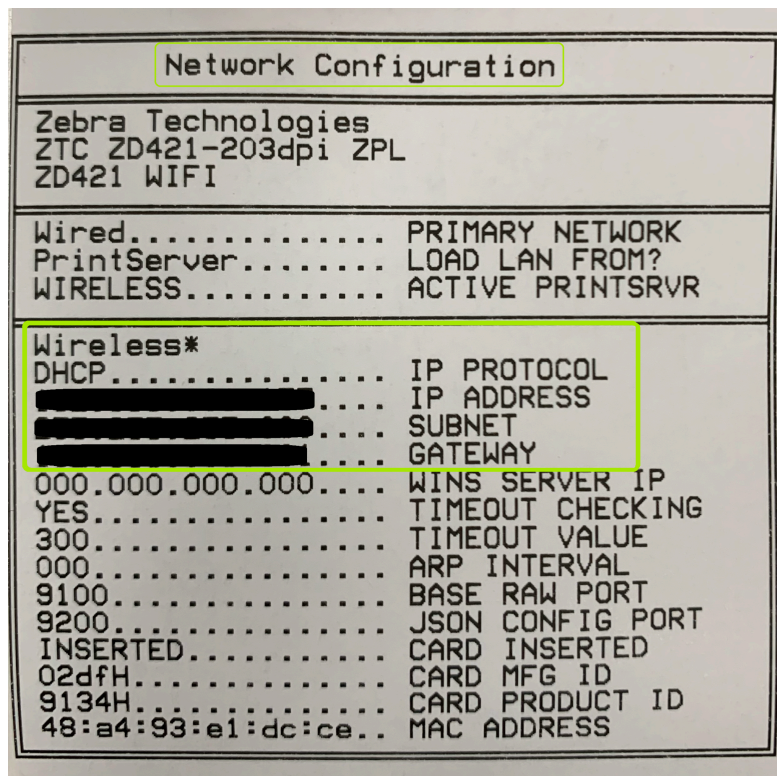 Network Configuration
Zebra Technologies
ZTC ZD421-203dpi ZPL
ZD421 WIFI
Wired.............. PRIMARY NETWORK
PrintServer........ LOAD LAN FROM?
WIRELESS........... ACTIVE PRINTSRVR
Wireless*
DHCP............... IP PROTOCOL
.... IP ADDRESS
.... SUBNET
.... GATEWAY
000.000.000.000.... WINS SERVER IP
YES................ TIMEOUT CHECKING
300................ TIMEOUT VALUE
000................ ARP INTERVAL
9100............... BASE RAW PORT
9200............... JSON CONFIG PORT
INSERTED........... CARD INSERTED
02dfH.............. CARD MFG ID
9134H.............. CARD PRODUCT ID
48:a4:93:e1:dc:ce.. MAC ADDRESS